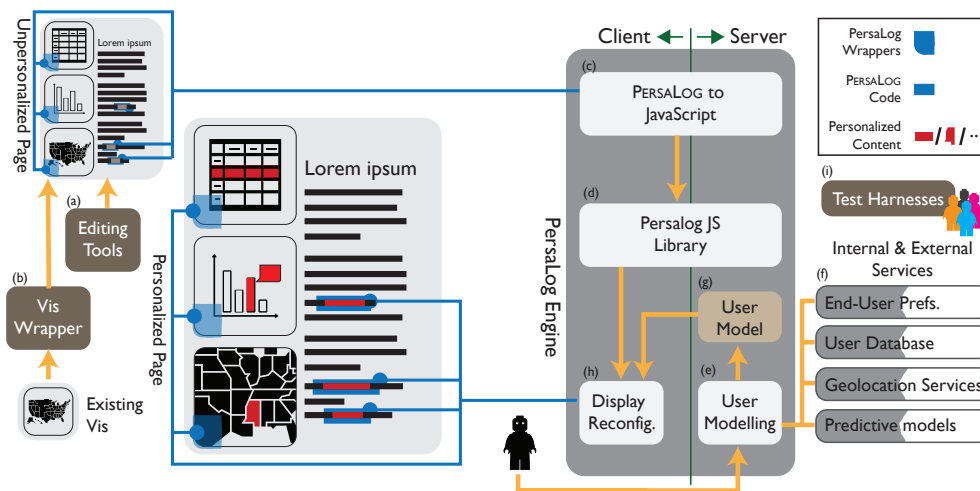 Unpersonalized Page
Lorem ipsum
(a)
Editing
Tools
(b)
Vis
Wrapper
Existing
Vis
Personalized Page
Lorem ipsum
Client
Server
PersaLog Engine
(c)
PERSALOG to
JavaScript
(d)
Persalog JS
Library
(g)
User
Model
(h)
Display
Reconfig.
(e)
User
Modelling
PersaLog
Wrappers
PERSALOG
Code
Personalized
Content
/ / ...
(i)
Test Harnesses
Internal & External
Services
(f)
End-User Prefs.
User Database
Geolocation Services
Predictive models